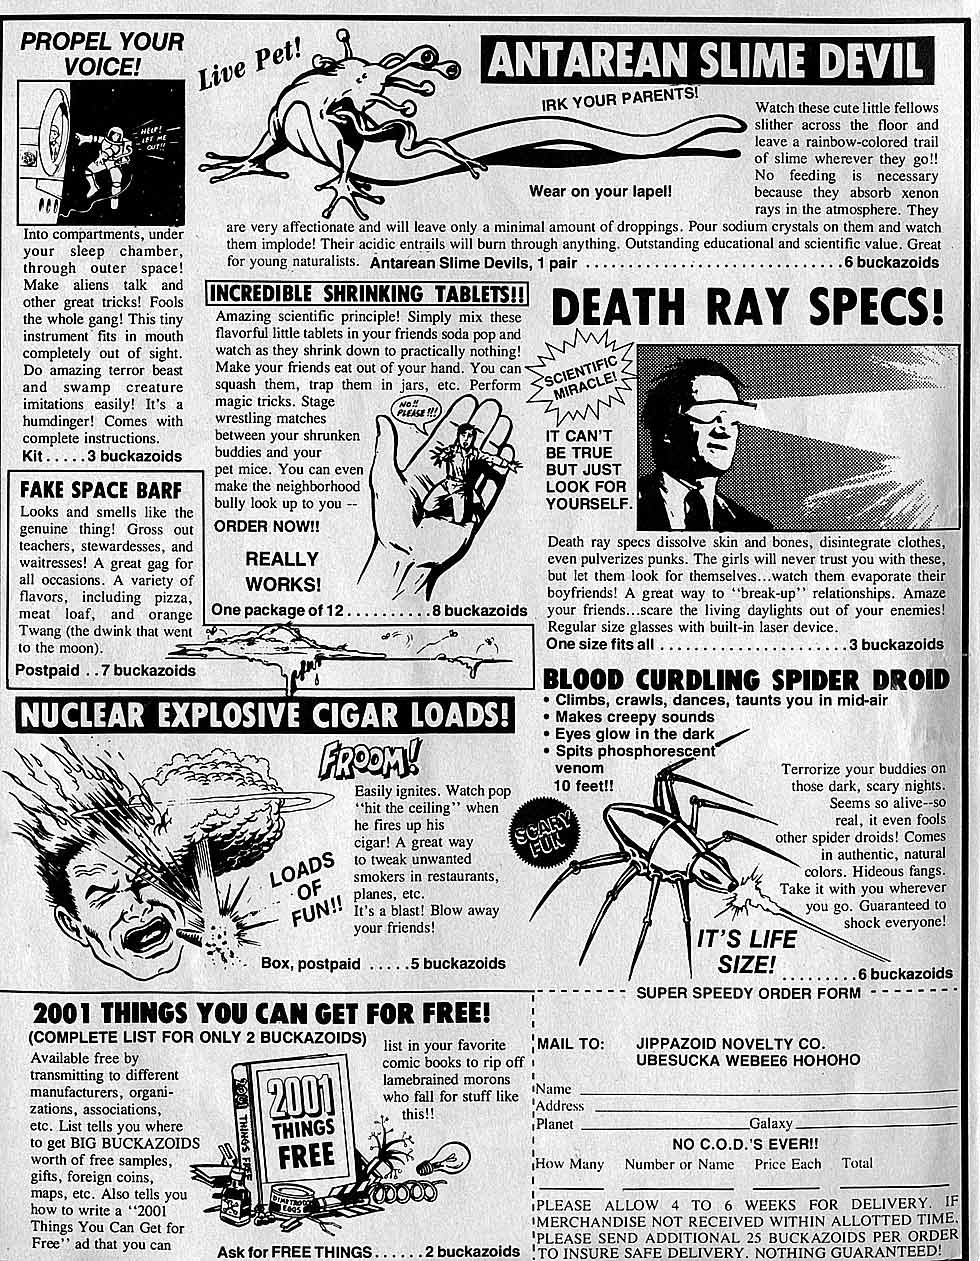 PROPEL YOUR
VOICE!
HELP!
LET ME
OUT!!
Into compartments, under
your sleep chamber,
through outer space!
Make aliens talk and
other great tricks! Fools
the whole gang! This tiny
instrument fits in mouth
completely out of sight.
Do amazing terror beast
and swamp creature
imitations easily! It's a
humdinger! Comes with
complete instructions.
Kit.....3 buckazoids
Live Pet!
ANTAREAN SLIME DEVIL
IRK YOUR PARENTS!
Wear on your lapel!
Watch these cute little fellows
slither across the floor and
leave a rainbow-colored trail
of slime wherever they go!!
No feeding is necessary
because they absorb xenon
rays in the atmosphere. They
are very affectionate and will leave only a minimal amount of droppings. Pour sodium crystals on them and watch
them implode! Their acidic entrails will burn through anything. Outstanding educational and scientific value. Great
for young naturalists. Antarean Slime Devils, 1 pair .............................6 buckazoids
INCREDIBLE SHRINKING TABLETS!!
Amazing scientific principle! Simply mix these
flavorful little tablets in your friends soda pop and
watch as they shrink down to practically nothing!
Make your friends eat out of your hand. You can
squash them, trap them in jars, etc. Perform
magic tricks. Stage
wrestling matches
between your shrunken
buddies and your
pet mice. You can even
make the neighborhood
bully look up to you --
ORDER NOW!!
REALLY
WORKS!
NO!!
PLEASE!!!
One package of 12 ..........8 buckazoids
DEATH RAY SPECS!
SCIENTIFIC
MIRACLE!
IT CAN'T
BE TRUE
BUT JUST
LOOK FOR
YOURSELF.
Death ray specs dissolve skin and bones, disintegrate clothes,
even pulverizes punks. The girls will never trust you with these,
but let them look for themselves...watch them evaporate their
boyfriends! A great way to "break-up" relationships. Amaze
your friends...scare the living daylights out of your enemies!
Regular size glasses with built-in laser device.
One size fits all ......................3 buckazoids
FAKE SPACE BARF
Looks and smells like the
genuine thing! Gross out
teachers, stewardesses, and
waitresses! A great gag for
all occasions. A variety of
flavors, including pizza,
meat loaf, and orange
Twang (the dwink that went
to the moon).
Postpaid ..7 buckazoids
NUCLEAR EXPLOSIVE CIGAR LOADS!
FROOM!
LOADS
OF
FUN!!
Easily ignites. Watch pop
"hit the ceiling" when
he fires up his
cigar! A great way
to tweak unwanted
smokers in restaurants,
planes, etc.
It's a blast! Blow away
your friends!
Box, postpaid .....5 buckazoids
BLOOD CURDLING SPIDER DROID
• Climbs, crawls, dances, taunts you in mid-air
• Makes creepy sounds
• Eyes glow in the dark
• Spits phosphorescent
venom
10 feet!!
SCARY
FUN
Terrorize your buddies on
those dark, scary nights.
Seems so alive--so
real, it even fools
other spider droids! Comes
in authentic, natural
colors. Hideous fangs.
Take it with you wherever
you go. Guaranteed to
shock everyone!
IT'S LIFE
SIZE!
.........6 buckazoids
2001 THINGS YOU CAN GET FOR FREE!
(COMPLETE LIST FOR ONLY 2 BUCKAZOIDS)
Available free by
transmitting to different
manufacturers, organi-
zations, associations,
etc. List tells you where
to get BIG BUCKAZOIDS
worth of free samples,
gifts, foreign coins,
maps, etc. Also tells you
how to write a "2001
Things You Can Get for
Free" ad that you can
list in your favorite
comic books to rip off
lamebrained morons
who fall for stuff like
this!!
2001 THINGS FREE
2001
THINGS
FREE
Ask for FREE THINGS......2 buckazoids
SUPER SPEEDY ORDER FORM
MAIL TO: JIPPAZOID NOVELTY CO.
UBESUCKA WEBEE6 HOHOHO
Name
Address
Planet Galaxy
NO C.O.D.'S EVER!!
How Many Number or Name Price Each Total
PLEASE ALLOW 4 TO 6 WEEKS FOR DELIVERY. IF
MERCHANDISE NOT RECEIVED WITHIN ALLOTTED TIME,
PLEASE SEND ADDITIONAL 25 BUCKAZOIDS PER ORDER
TO INSURE SAFE DELIVERY. NOTHING GUARANTEED!